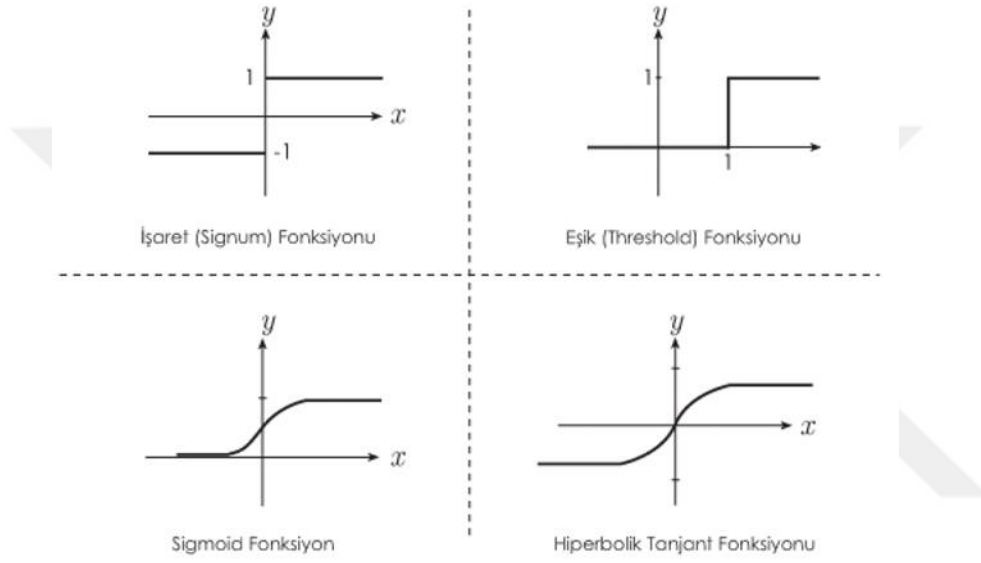 y
1
x
-1
İşaret (Signum) Fonksiyonu
y
1
1
Eşik (Threshold) Fonksiyonu
y
x
Sigmoid Fonksiyon
y
x
Hiperbolik Tanjant Fonksiyonu